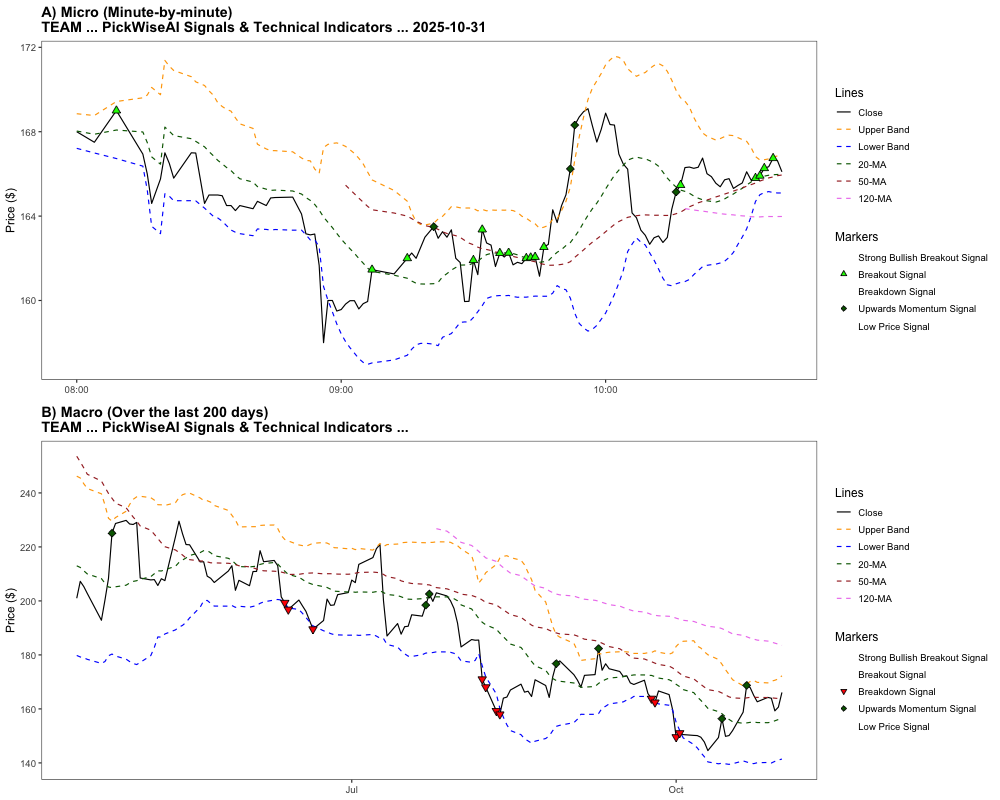 A) Micro (Minute-by-minute)
TEAM ... PickWiseAI Signals & Technical Indicators ... 2025-10-31
172
168
164
160
Price ($)
08:00
09:00
10:00
Lines
Close
Upper Band
Lower Band
20-MA
50-MA
120-MA
Markers
Strong Bullish Breakout Signal
Breakout Signal
Breakdown Signal
Upwards Momentum Signal
Low Price Signal
B) Macro (Over the last 200 days)
TEAM ... PickWiseAI Signals & Technical Indicators ...
240
220
200
180
160
140
Price ($)
Jul
Oct
Lines
Close
Upper Band
Lower Band
20-MA
50-MA
120-MA
Markers
Strong Bullish Breakout Signal
Breakout Signal
Breakdown Signal
Upwards Momentum Signal
Low Price Signal